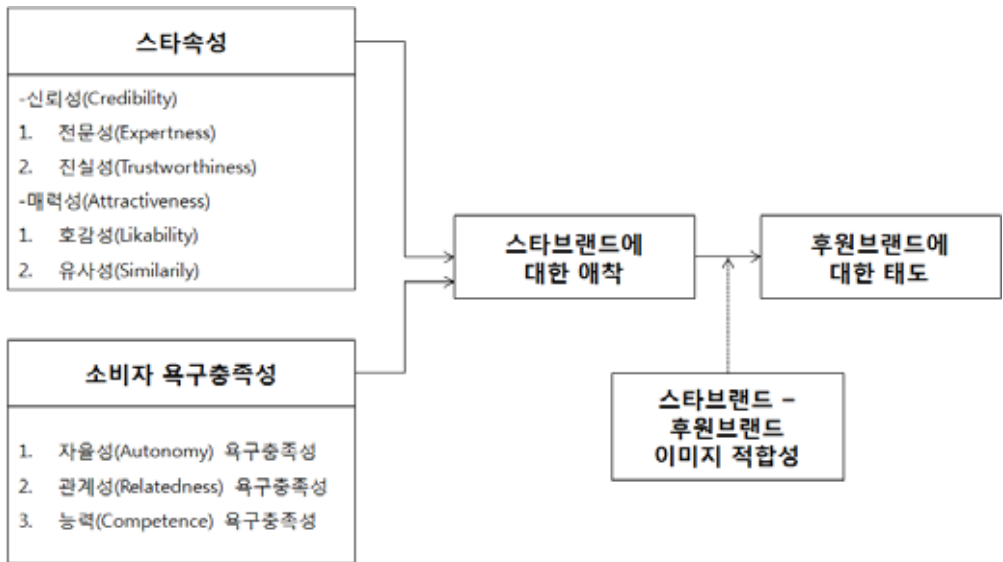 스타속성
-신뢰성(Credibility)
1. 전문성(Expertness)
2. 진실성(Trustworthiness)
-매력성(Attractiveness)
1. 호감성(Likability)
2. 유사성(Similarily)
스타브랜드에
대한 애착
후원브랜드에
대한 태도
소비자 욕구충족성
1. 자율성(Autonomy) 욕구충족성
2. 관계성(Relatedness) 욕구충족성
3. 능력(Competence) 욕구충족성
스타브랜드 –
후원브랜드
이미지 적합성